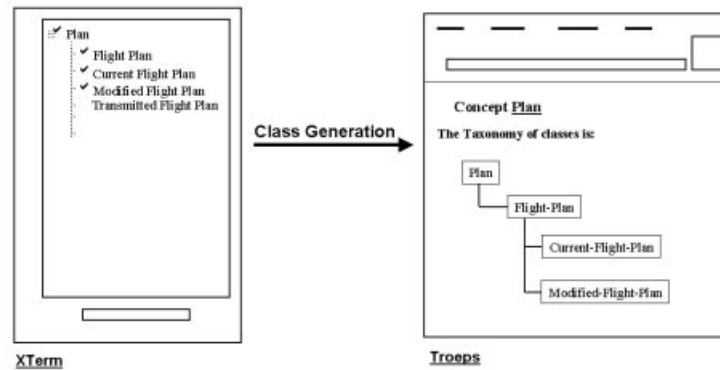 Plan
Flight Plan
Current Flight Plan
Modified Flight Plan
Transmitted Flight Plan
XTerm
Class Generation
Concept Plan
The Taxonomy of classes is:
Plan
Flight-Plan
Current-Flight-Plan
Modified-Flight-Plan
Troeps